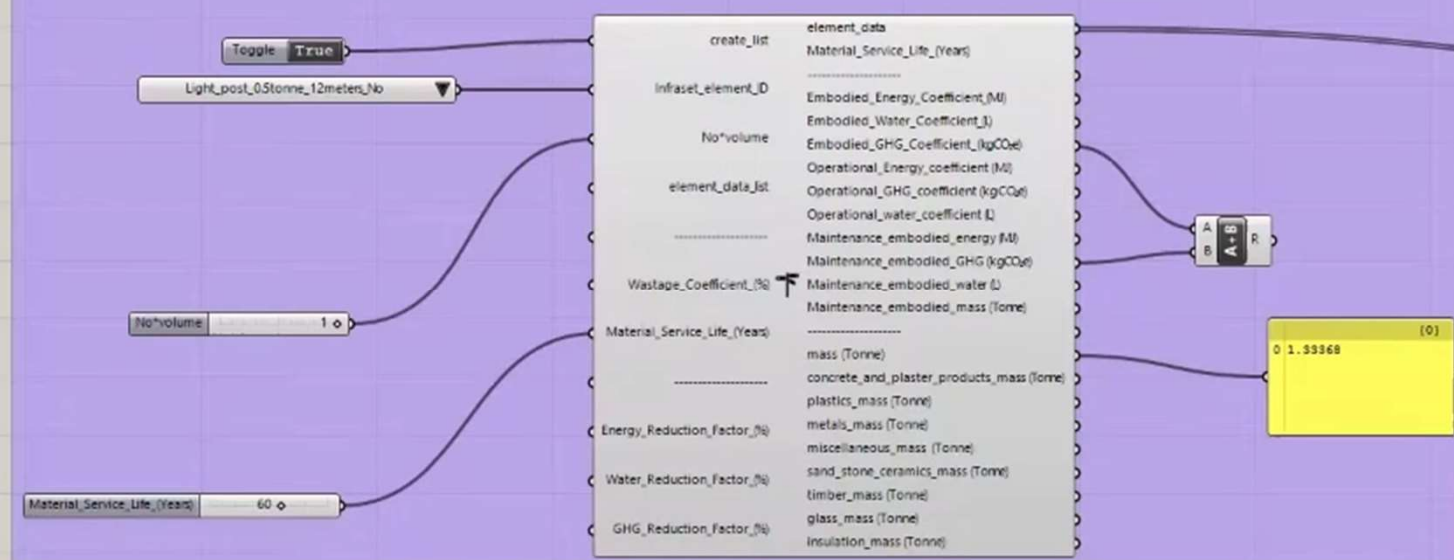 Toggle True
Light_post_0.5tonne_12meters_No
No*volume 1
Material_Service_Life_(Years) 60
create_list
Infraset_element_ID
No*volume
element_data_list
--------------------
Wastape_Coefficient_(%)
Material_Service_Life_(Years)
--------------------
Energy_Reduction_Factor_(%)
Water_Reduction_Factor_(%)
GHG_Reduction_Factor_(%)
element_data
Material_Service_Life_(Years)
--------------------
Embodied_Energy_Coefficient_(MJ)
Embodied_Water_Coefficient_(L)
Embodied_GHG_Coefficient_(kgCO₂e)
Operational_Energy_coefficient (MJ)
Operational_GHG_coefficient (kgCO₂e)
Operational_water_coefficient (L)
Maintenance_embodied_energy (MJ)
Maintenance_embodied_GHG (kgCO₂e)
Maintenance_embodied_water (L)
Maintenance_embodied_mass (Tonne)
--------------------
mass (Tonne)
concrete_and_plaster_products_mass (Tonne)
plastics_mass (Tonne)
metals_mass (Tonne)
miscellaneous_mass (Tonne)
sand_stone_ceramics_mass (Tonne)
timber_mass (Tonne)
glass_mass (Tonne)
insulation_mass (Tonne)
A
B
A+B
R
{0}
0 1.33368